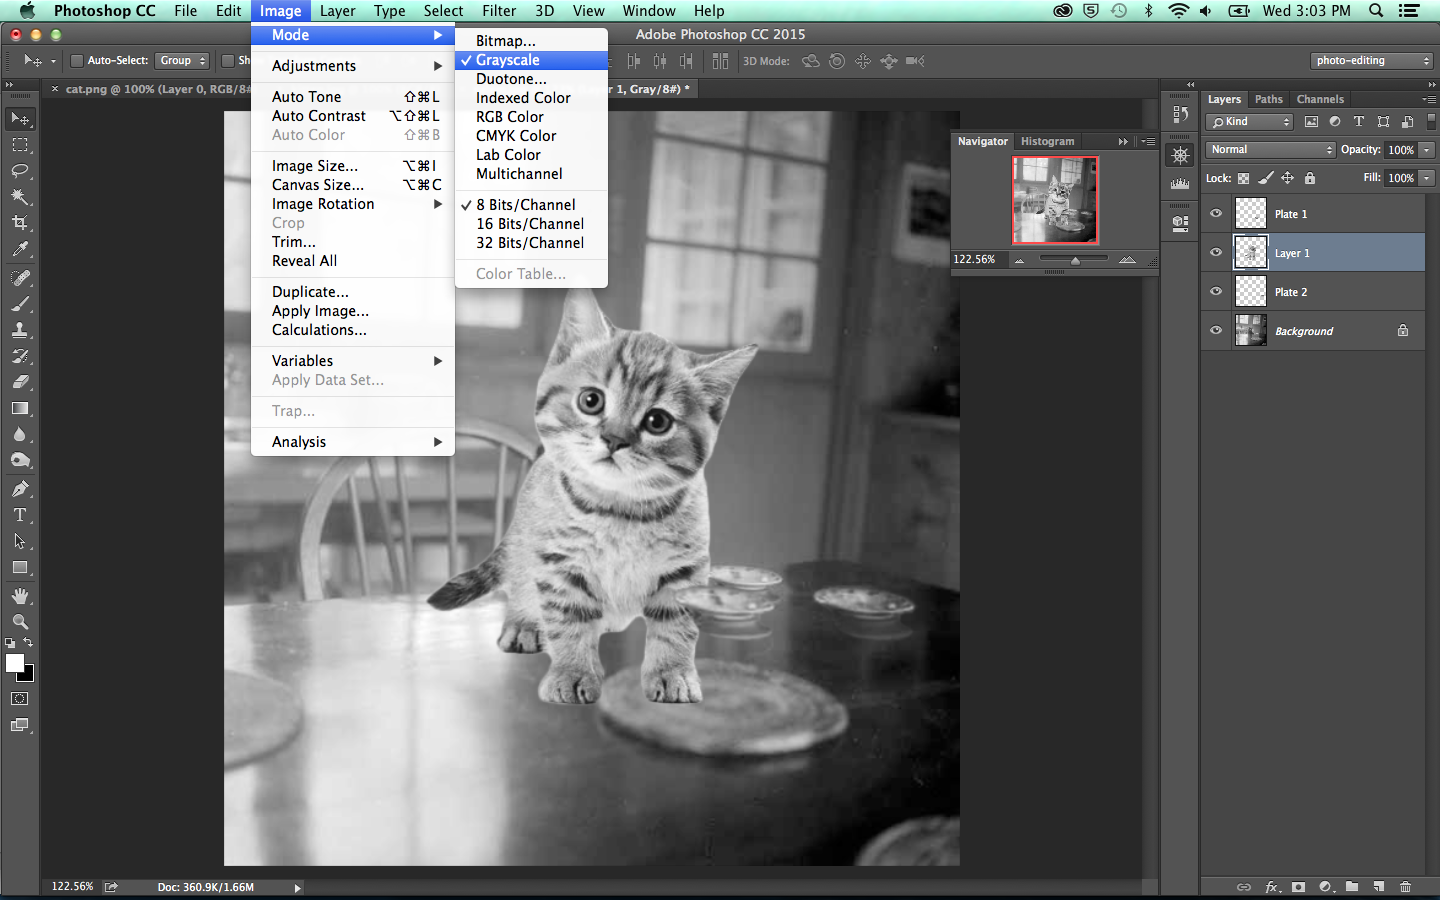 Photoshop CC File Edit Image Layer Type Select Filter 3D View Window Help Wed 3:03 PM
Adobe Photoshop CC 2015
Auto-Select: Group Sh 3D Mode: photo-editing
cat.png @ 100% (Layer 0, RGB/8# 1, Gray/8#) *
Mode
Adjustments
Auto Tone ⇧⌘L
Auto Contrast ⌥⇧⌘L
Auto Color ⇧⌘B
Image Size... ⌥⌘I
Canvas Size... ⌥⌘C
Image Rotation
Crop
Trim...
Reveal All
Duplicate...
Apply Image...
Calculations...
Variables
Apply Data Set...
Trap...
Analysis
Bitmap...
Grayscale
Duotone...
Indexed Color
RGB Color
CMYK Color
Lab Color
Multichannel
8 Bits/Channel
16 Bits/Channel
32 Bits/Channel
Color Table...
Navigator Histogram
122.56%
Layers Paths Channels
Kind
Normal Opacity: 100%
Lock: Fill: 100%
Plate 1
Layer 1
Plate 2
Background
122.56% Doc: 360.9K/1.66M
fx